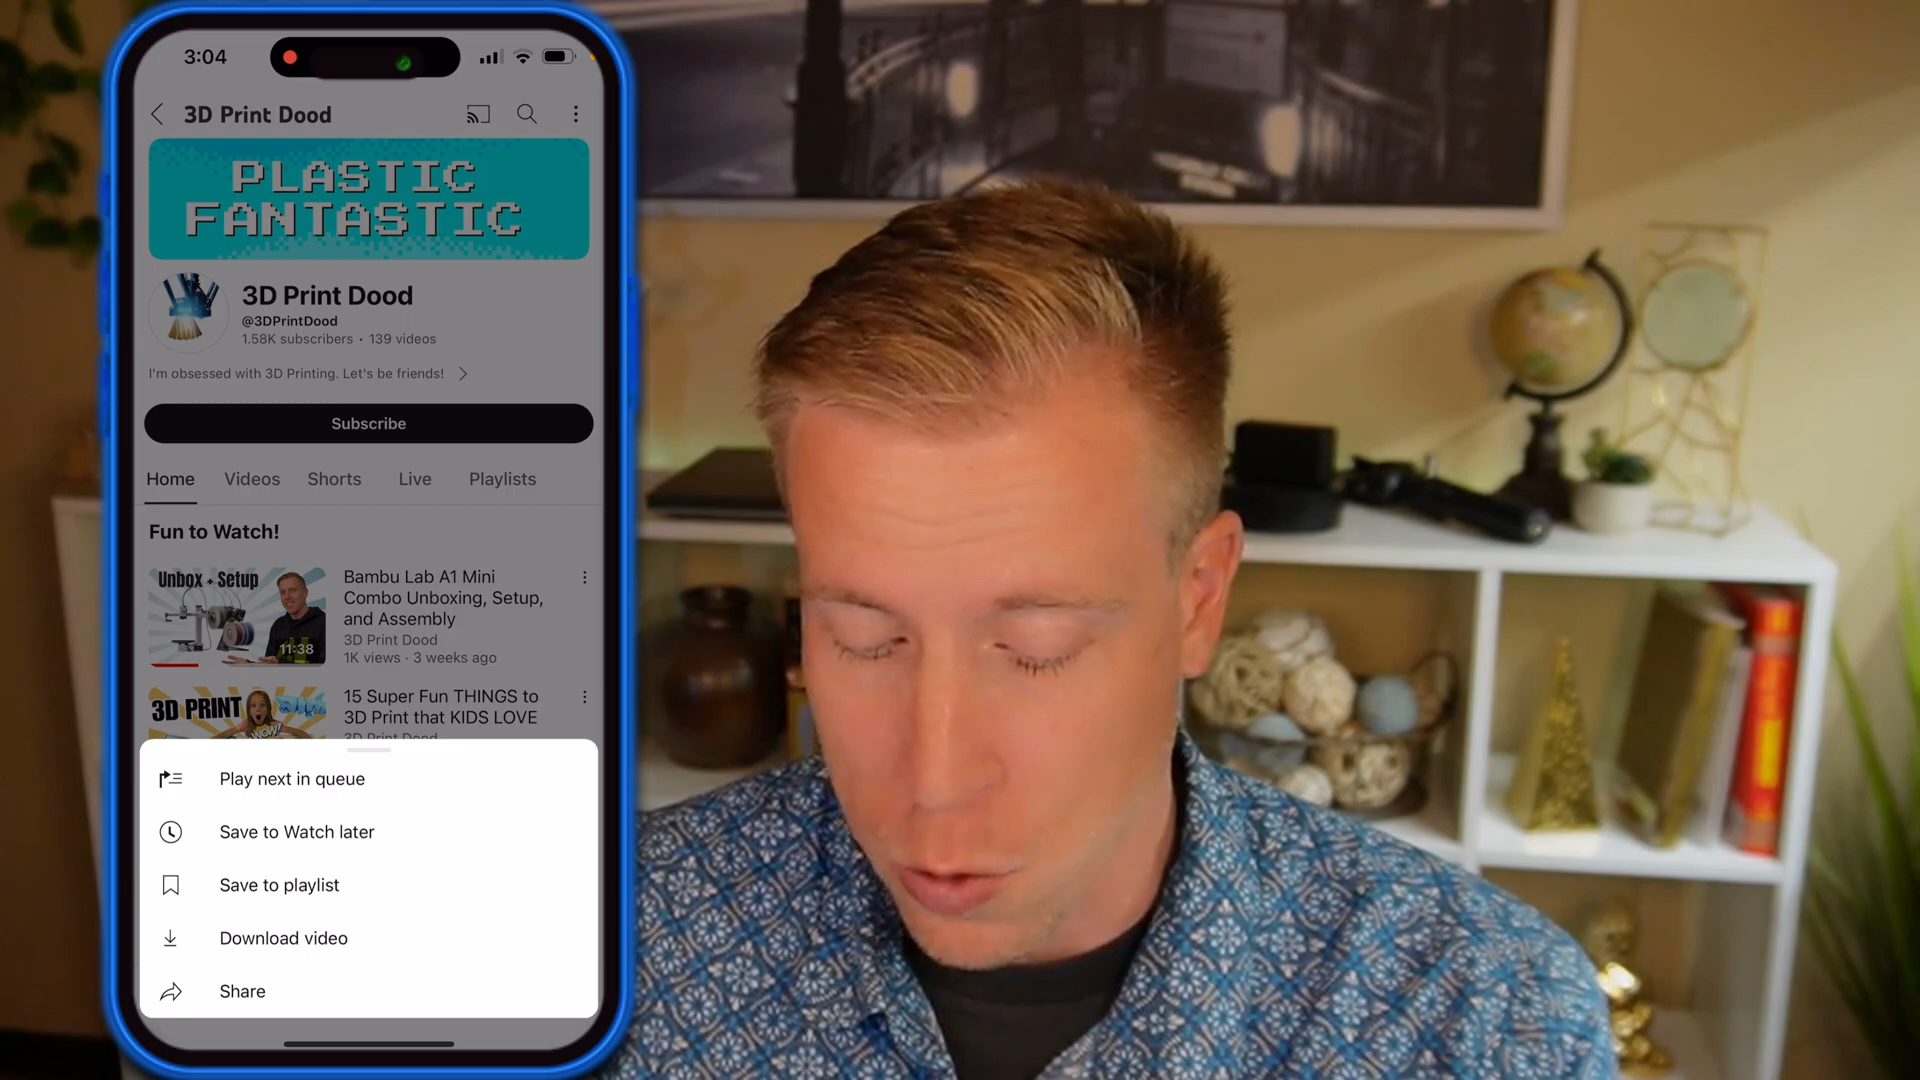 3:04
3D Print Dood
PLASTIC
FANTASTIC
3D Print Dood
@3DPrintDood
1.58K subscribers • 139 videos
I'm obsessed with 3D Printing. Let's be friends!
Subscribe
Home Videos Shorts Live Playlists
Fun to Watch!
Unbox + Setup
11:38
Bambu Lab A1 Mini
Combo Unboxing, Setup,
and Assembly
3D Print Dood
1K views · 3 weeks ago
3D PRINT
WOW!
15 Super Fun THINGS to
3D Print that KIDS LOVE
3D Print Dood
Play next in queue
Save to Watch later
Save to playlist
Download video
Share